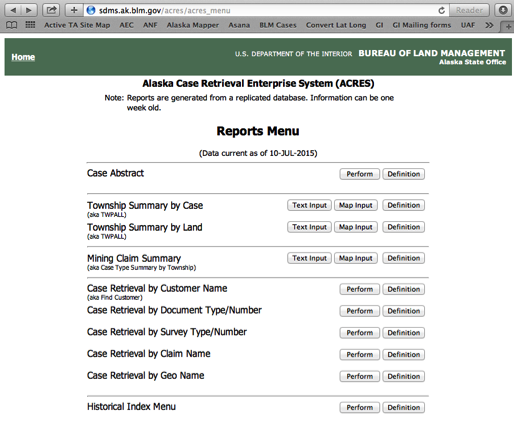 sdms.ak.blm.gov/acres/acres_menu
Reader
Active TA Site Map AEC ANF Alaska Mapper Asana BLM Cases Convert Lat Long GI GI Mailing forms UAF
Home
U.S. DEPARTMENT OF THE INTERIOR BUREAU OF LAND MANAGEMENT
Alaska State Office
Alaska Case Retrieval Enterprise System (ACRES)
Note: Reports are generated from a replicated database. Information can be one
week old.
Reports Menu
(Data current as of 10-JUL-2015)
Case Abstract Perform Definition
Township Summary by Case Text Input Map Input Definition
(aka TWPALL)
Township Summary by Land Text Input Map Input Definition
(aka TWPALL)
Mining Claim Summary Text Input Map Input Definition
(aka Case Type Summary by Township)
Case Retrieval by Customer Name Perform Definition
(aka Find Customer)
Case Retrieval by Document Type/Number Perform Definition
Case Retrieval by Survey Type/Number Perform Definition
Case Retrieval by Claim Name Perform Definition
Case Retrieval by Geo Name Perform Definition
Historical Index Menu Perform Definition